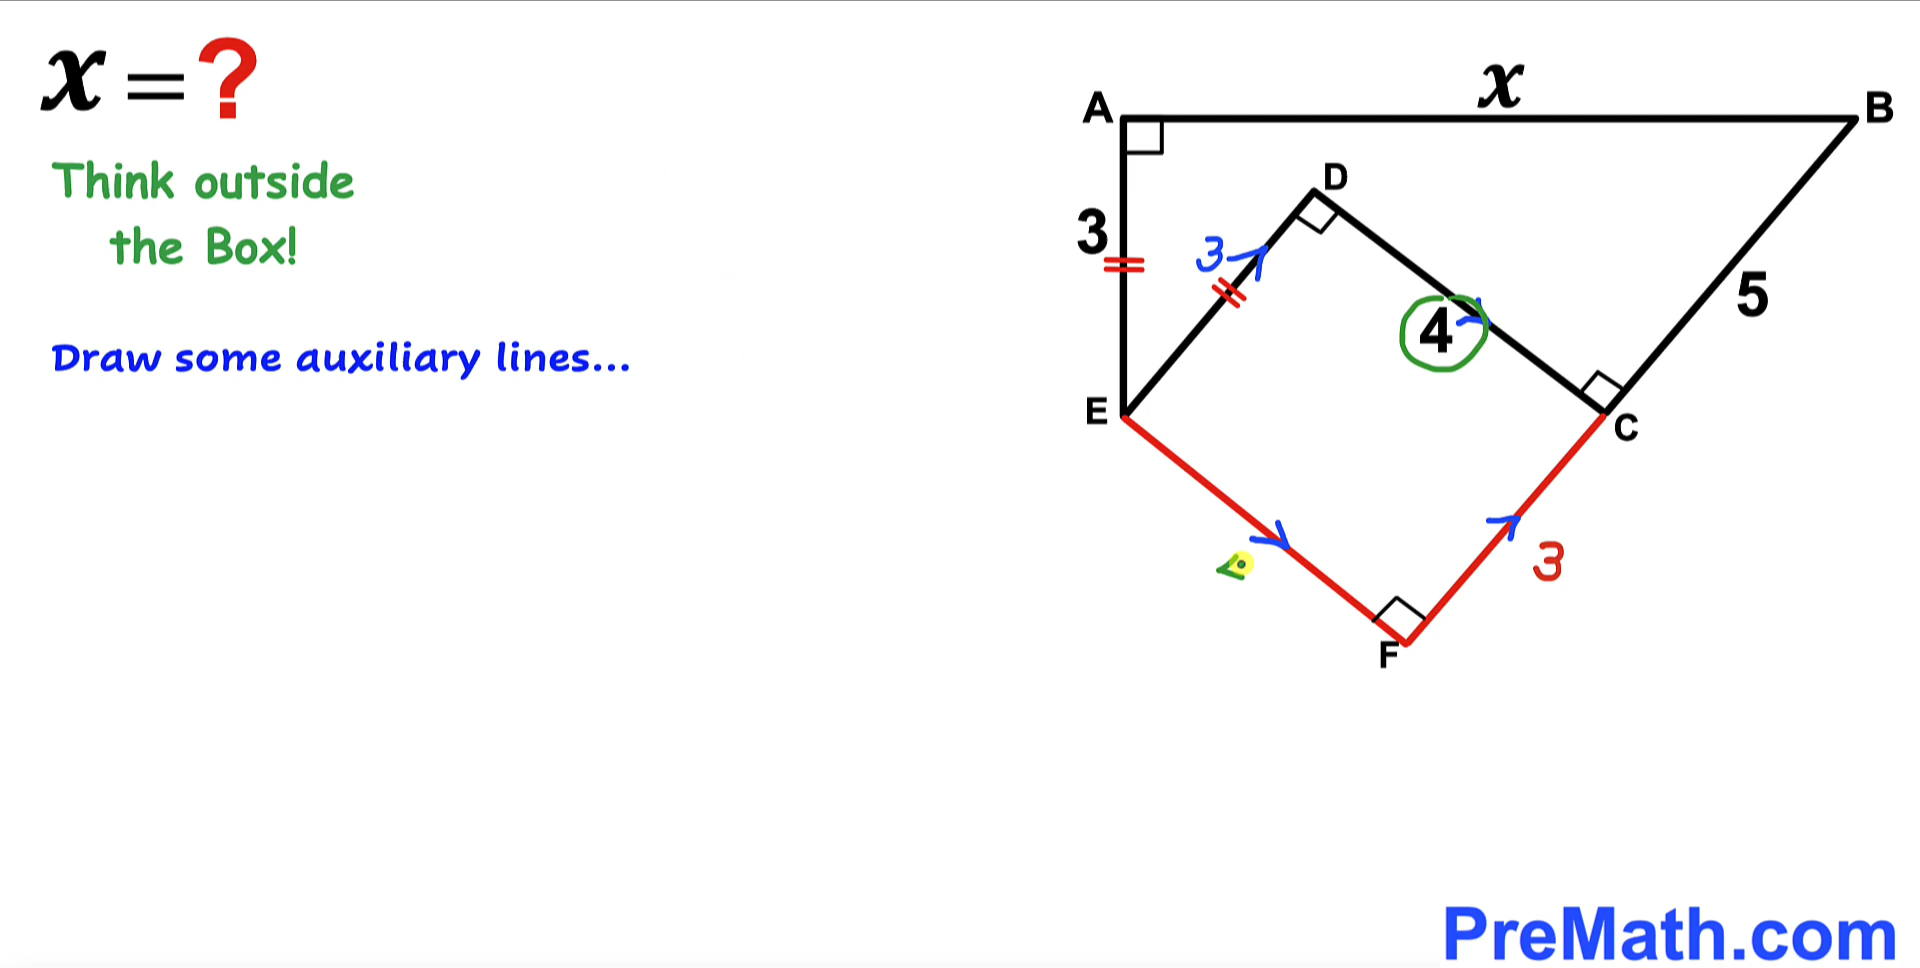 x = ?
Think outside
the Box!
Draw some auxiliary lines...
x
A
B
D
3
3
4
5
E
C
3
F
PreMath.com